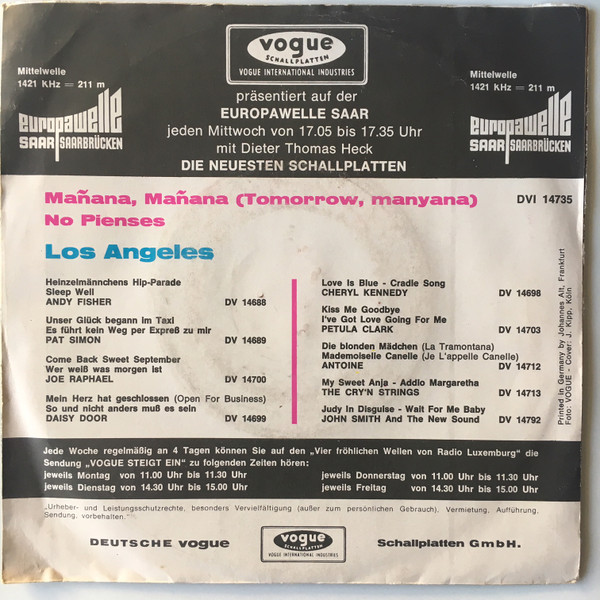 vogue
SCHALLPLATTEN
VOGUE INTERNATIONAL INDUSTRIES
Mittelwelle
1421 KHz = 211 m
europawelle
SAAR SAARBRÜCKEN
Mittelwelle
1421 KHz = 211 m
europawelle
SAAR SAARBRÜCKEN
präsentiert auf der
EUROPAWELLE SAAR
jeden Mittwoch von 17.05 bis 17.35 Uhr
mit Dieter Thomas Heck
DIE NEUESTEN SCHALLPLATTEN
Mañana, Mañana (Tomorrow, manyana) DVI 14735
No Pienses
Los Angeles
Heinzelmännchens Hip-Parade
Sleep Well
ANDY FISHER DV 14688
Unser Glück begann im Taxi
Es führt kein Weg per Expreß zu mir
PAT SIMON DV 14689
Come Back Sweet September
Wer weiß was morgen ist
JOE RAPHAEL DV 14700
Mein Herz hat geschlossen (Open For Business)
So und nicht anders muß es sein
DAISY DOOR DV 14699
Love Is Blue - Cradle Song
CHERYL KENNEDY DV 14698
Kiss Me Goodbye
I've Got Love Going For Me
PETULA CLARK DV 14703
Die blonden Mädchen (La Tramontana)
Mademoiselle Canelle (Je L'appelle Canelle)
ANTOINE DV 14712
My Sweet Anja - Addio Margaretha
THE CRY'N STRINGS DV 14713
Judy In Disguise - Wait For Me Baby
JOHN SMITH And The New Sound DV 14792
Printed in Germany by Johannes Alt, Frankfurt
Foto: VOGUE - Cover: J. Kipp, Köln
Jede Woche regelmäßig an 4 Tagen können Sie auf den „Vier fröhlichen Wellen von Radio Luxemburg" die
Sendung „VOGUE STEIGT EIN" zu folgenden Zeiten hören:
jeweils Montag von 11.00 Uhr bis 11.30 Uhr
jeweils Dienstag von 14.30 Uhr bis 15.00 Uhr
jeweils Donnerstag von 11.00 Uhr bis 11.30 Uhr
jeweils Freitag von 14.30 Uhr bis 15.00 Uhr
„Urheber- und Leistungsschutzrechte, besonders Vervielfältigung (außer zum persönlichen Gebrauch), Vermietung, Aufführung,
Sendung, vorbehalten."
DEUTSCHE vogue
vogue
SCHALLPLATTEN
VOGUE INTERNATIONAL INDUSTRIES
Schallplatten GmbH.